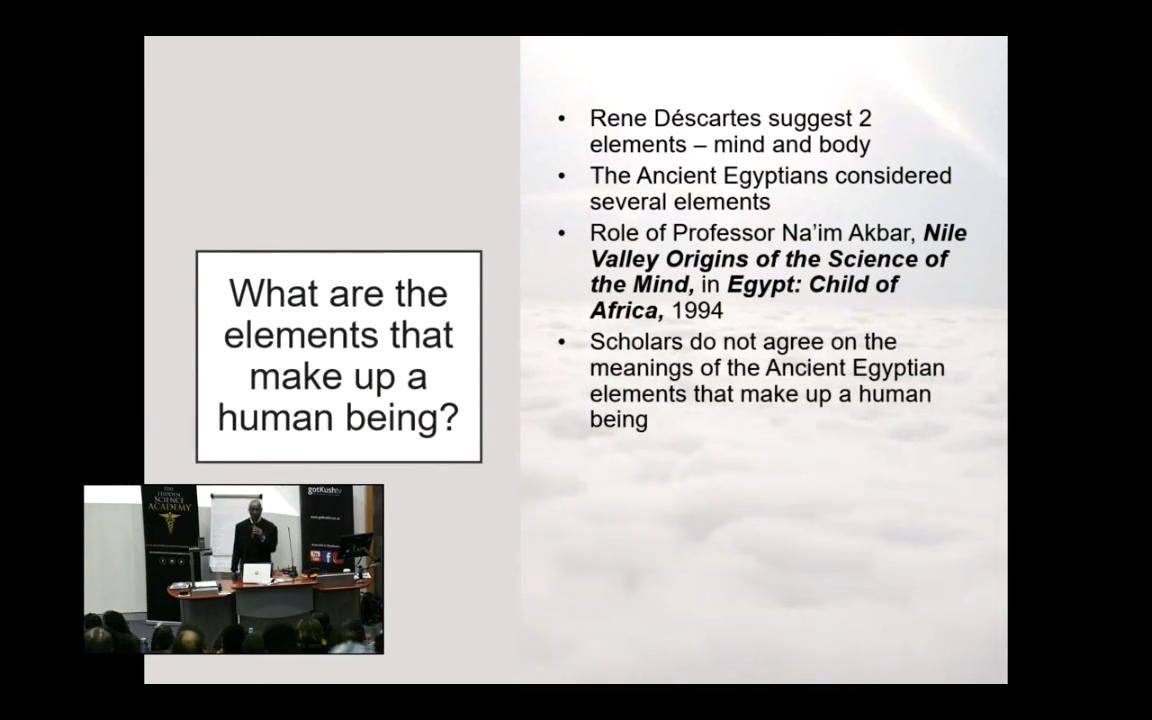 What are the
elements that
make up a
human being?
• Rene Déscartes suggest 2
elements – mind and body
• The Ancient Egyptians considered
several elements
• Role of Professor Na'im Akbar, Nile
Valley Origins of the Science of
the Mind, in Egypt: Child of
Africa, 1994
• Scholars do not agree on the
meanings of the Ancient Egyptian
elements that make up a human
being
THE
HIDDEN
SCIENCE
ACADEMY
gotKushtv